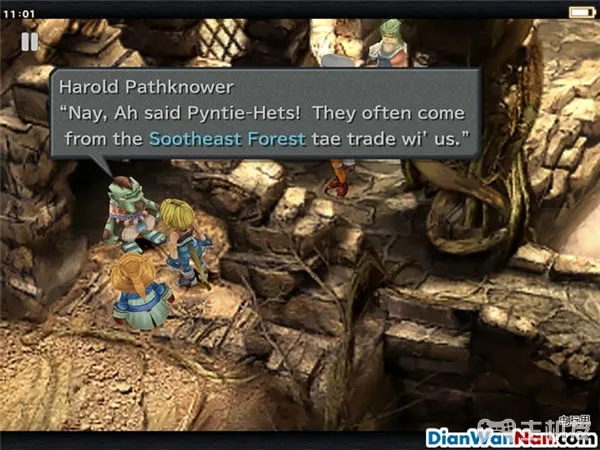 11:01
Harold Pathknower
“Nay, Ah said Pyntie-Hets! They often come
from the Sootheast Forest tae trade wi’ us.”
DianWanNan.com